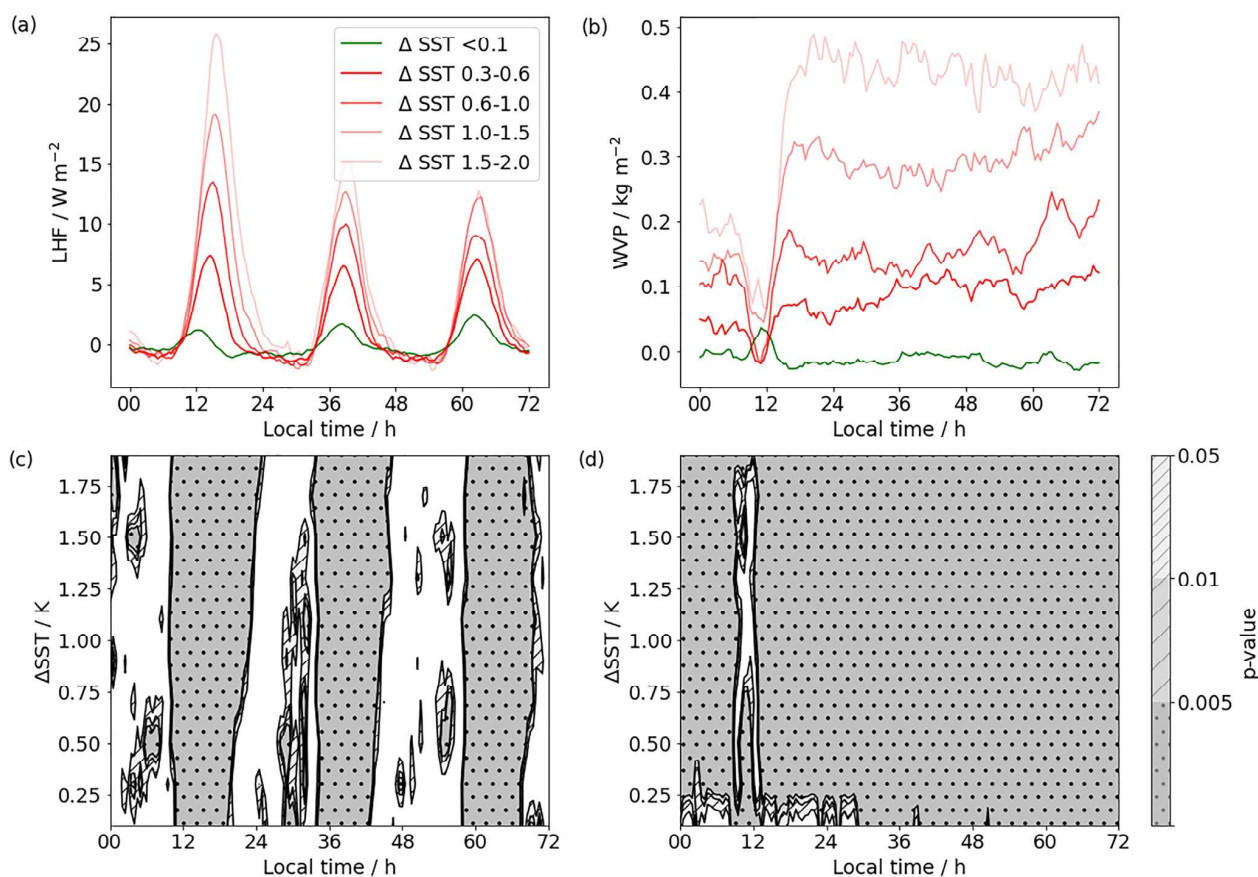 (a)
25
20
15
10
5
0
LHF / W m⁻²
Δ SST <0.1
Δ SST 0.3-0.6
Δ SST 0.6-1.0
Δ SST 1.0-1.5
Δ SST 1.5-2.0
00 12 24 36 48 60 72
Local time / h
(b)
0.5
0.4
0.3
0.2
0.1
0.0
WVP / kg m⁻²
00 12 24 36 48 60 72
Local time / h
(c)
1.75
1.50
1.25
1.00
0.75
0.50
0.25
ΔSST / K
00 12 24 36 48 60 72
Local time / h
(d)
1.75
1.50
1.25
1.00
0.75
0.50
0.25
ΔSST / K
00 12 24 36 48 60 72
Local time / h
0.05
0.01
0.005
p-value